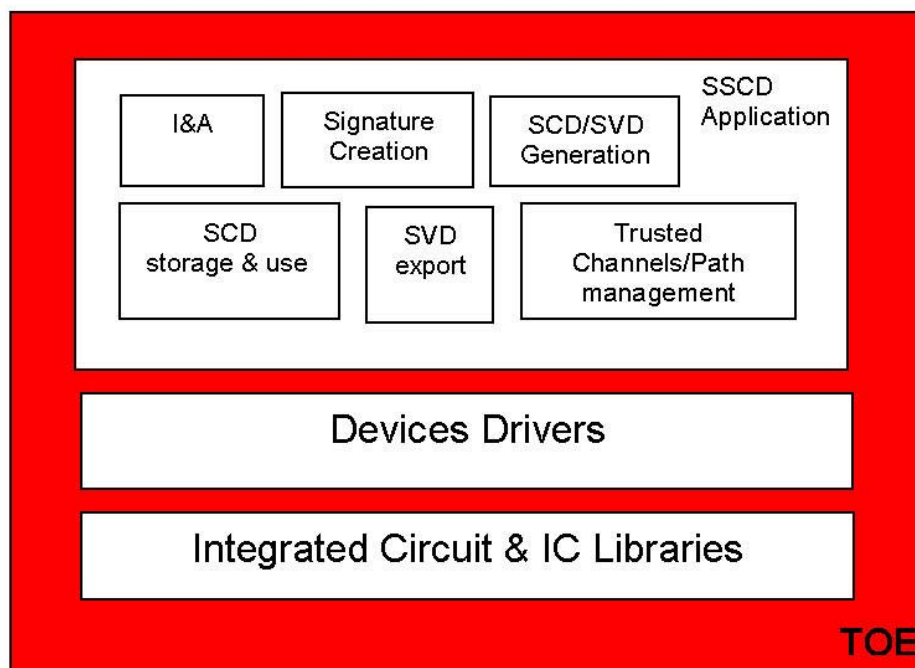 I&A
Signature
Creation
SCD/SVD
Generation
SSCD
Application
SCD
storage & use
SVD
export
Trusted
Channels/Path
management
Devices Drivers
Integrated Circuit & IC Libraries
TOE